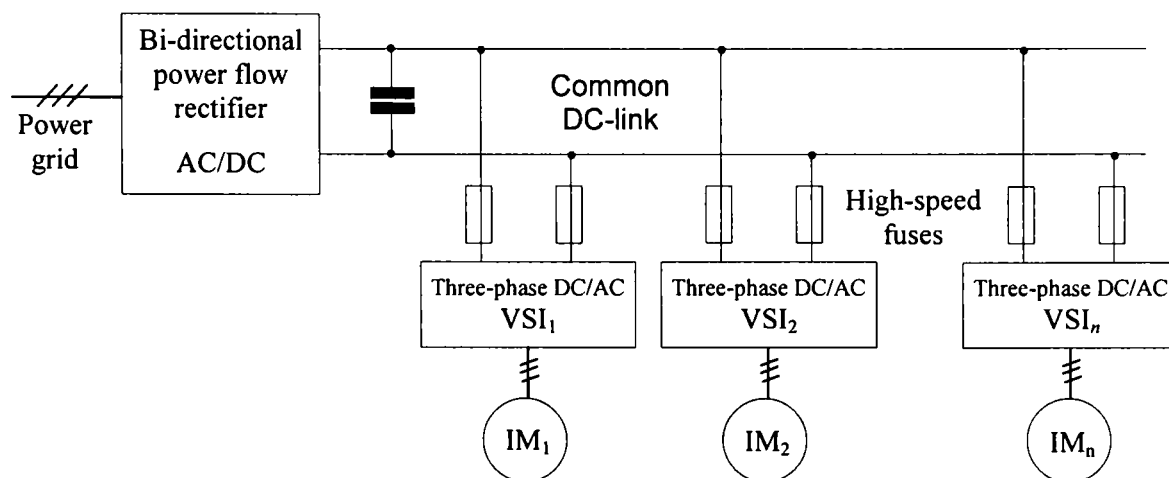 Bi-directional
power flow
rectifier
AC/DC
Power
grid
Common
DC-link
High-speed
fuses
Three-phase DC/AC
VSI₁
Three-phase DC/AC
VSI₂
Three-phase DC/AC
VSIₙ
IM₁
IM₂
IMₙ